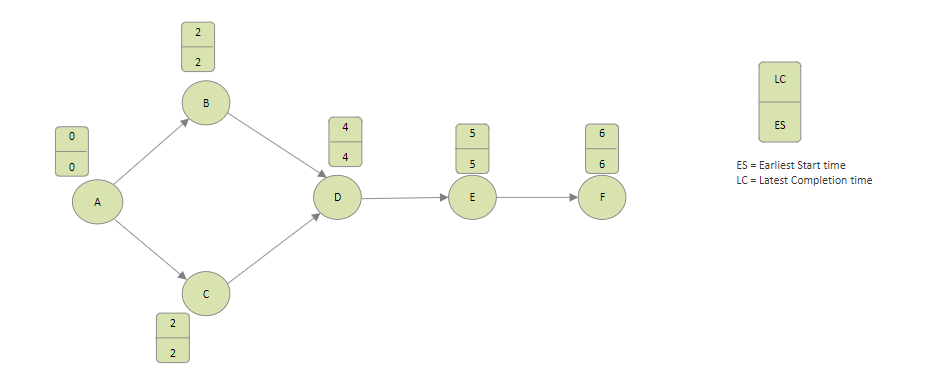 2
2
B
0
0
A
4
4
D
5
5
E
6
6
F
C
2
2
LC
ES
ES = Earliest Start time
LC = Latest Completion time